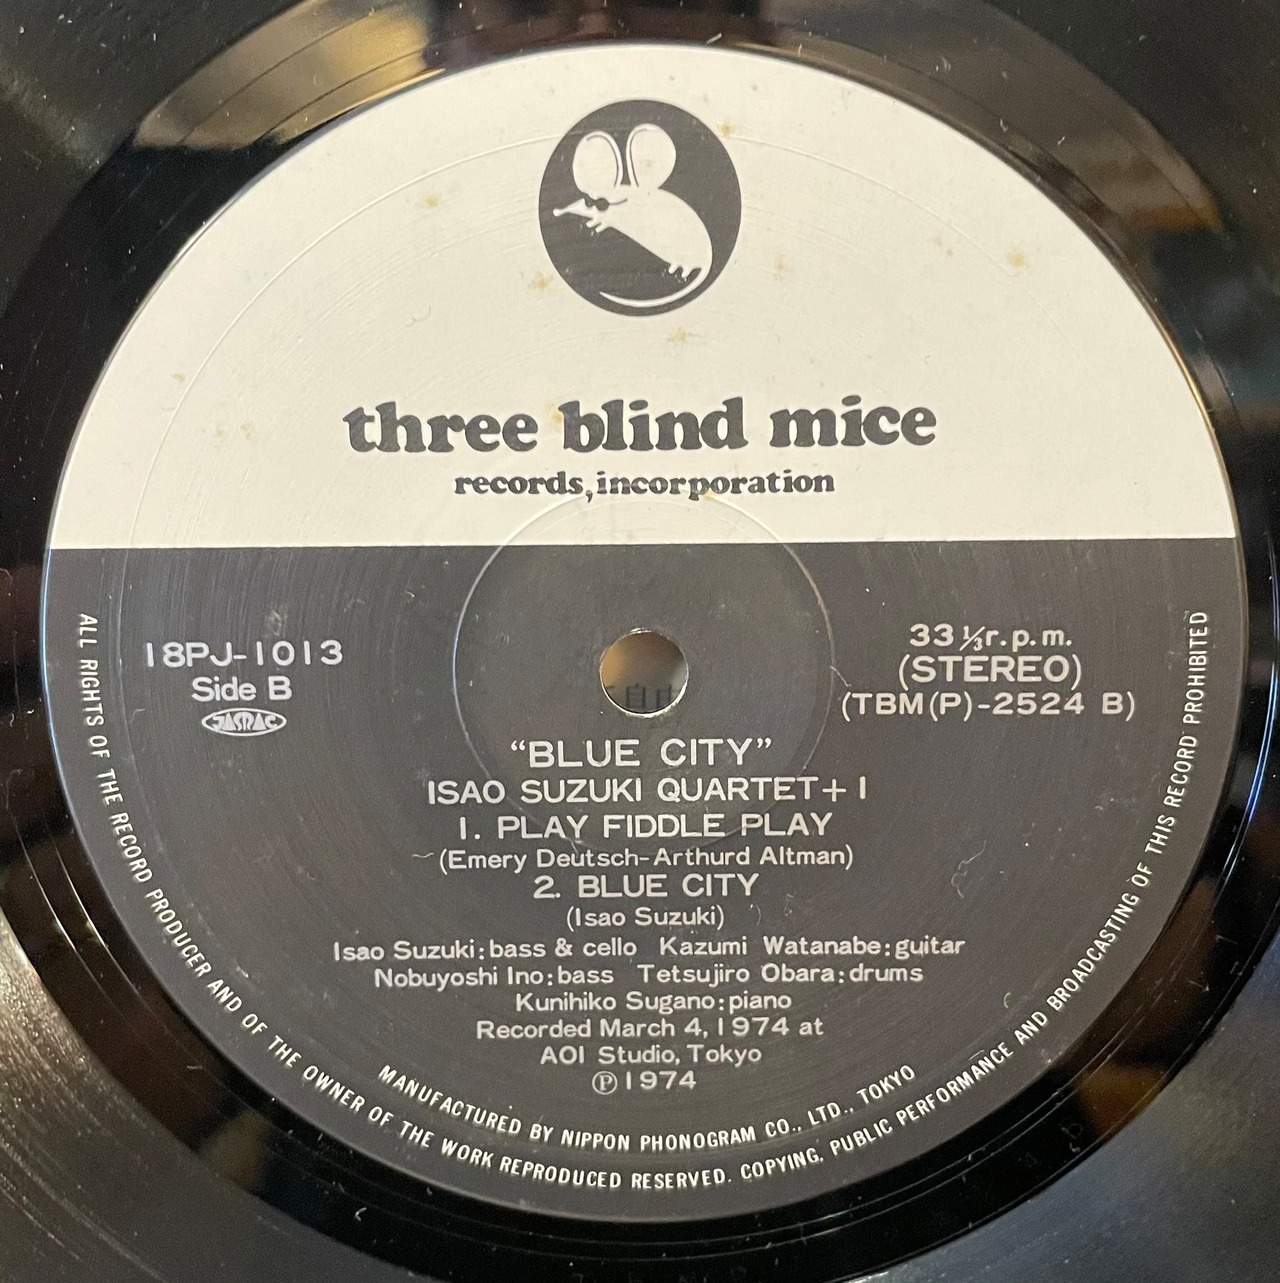 three blind mice
records, incorporation
18PJ-1013
Side B
JASRAC
33 1/3 r.p.m.
(STEREO)
(TBM(P)-2524 B)
“BLUE CITY”
ISAO SUZUKI QUARTET+1
1. PLAY FIDDLE PLAY
(Emery Deutsch-Arthurd Altman)
2. BLUE CITY
(Isao Suzuki)
Isao Suzuki:bass & cello Kazumi Watanabe:guitar
Nobuyoshi Ino:bass Tetsujiro Obara:drums
Kunihiko Sugano:piano
Recorded March 4, 1974 at
AOI Studio, Tokyo
Ⓟ1974
MANUFACTURED BY NIPPON PHONOGRAM CO., LTD., TOKYO
ALL RIGHTS OF THE RECORD PRODUCER AND OF THE OWNER OF THE WORK REPRODUCED RESERVED. COPYING, PUBLIC PERFORMANCE AND BROADCASTING OF THIS RECORD PROHIBITED